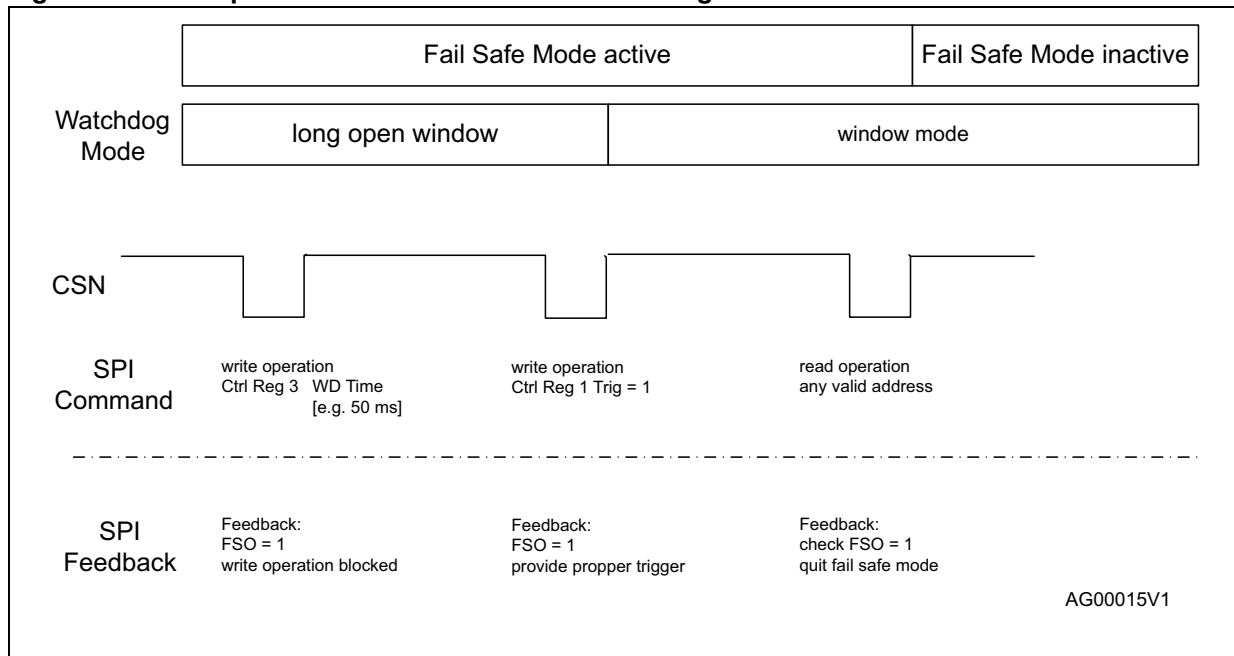 Fail Safe Mode active
Fail Safe Mode inactive
Watchdog
Mode
long open window
window mode
CSN
SPI
Command
write operation
Ctrl Reg 3 WD Time
[e.g. 50 ms]
write operation
Ctrl Reg 1 Trig = 1
read operation
any valid address
SPI
Feedback
Feedback:
FSO = 1
write operation blocked
Feedback:
FSO = 1
provide propper trigger
Feedback:
check FSO = 1
quit fail safe mode
AG00015V1